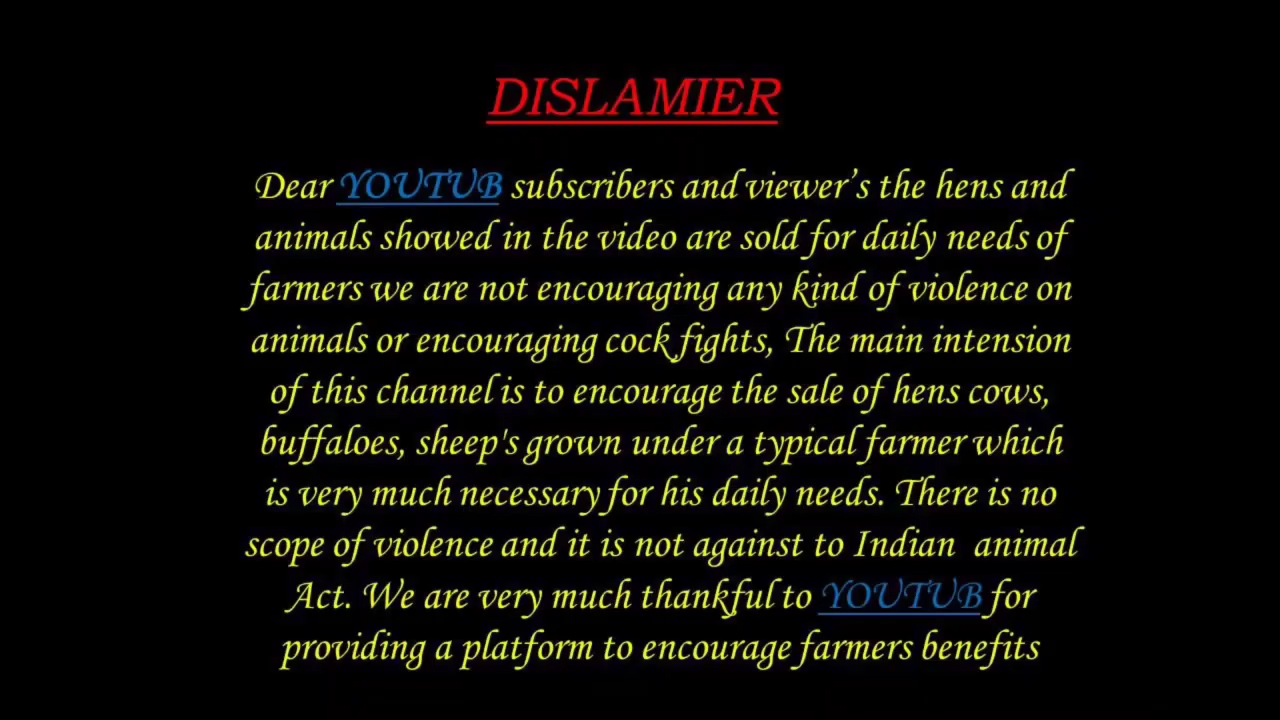 DISLAMIER
Dear YOUTUB subscribers and viewer’s the hens and
animals showed in the video are sold for daily needs of
farmers we are not encouraging any kind of violence on
animals or encouraging cock fights, The main intension
of this channel is to encourage the sale of hens cows,
buffaloes, sheep's grown under a typical farmer which
is very much necessary for his daily needs. There is no
scope of violence and it is not against to Indian animal
Act. We are very much thankful to YOUTUB for
providing a platform to encourage farmers benefits